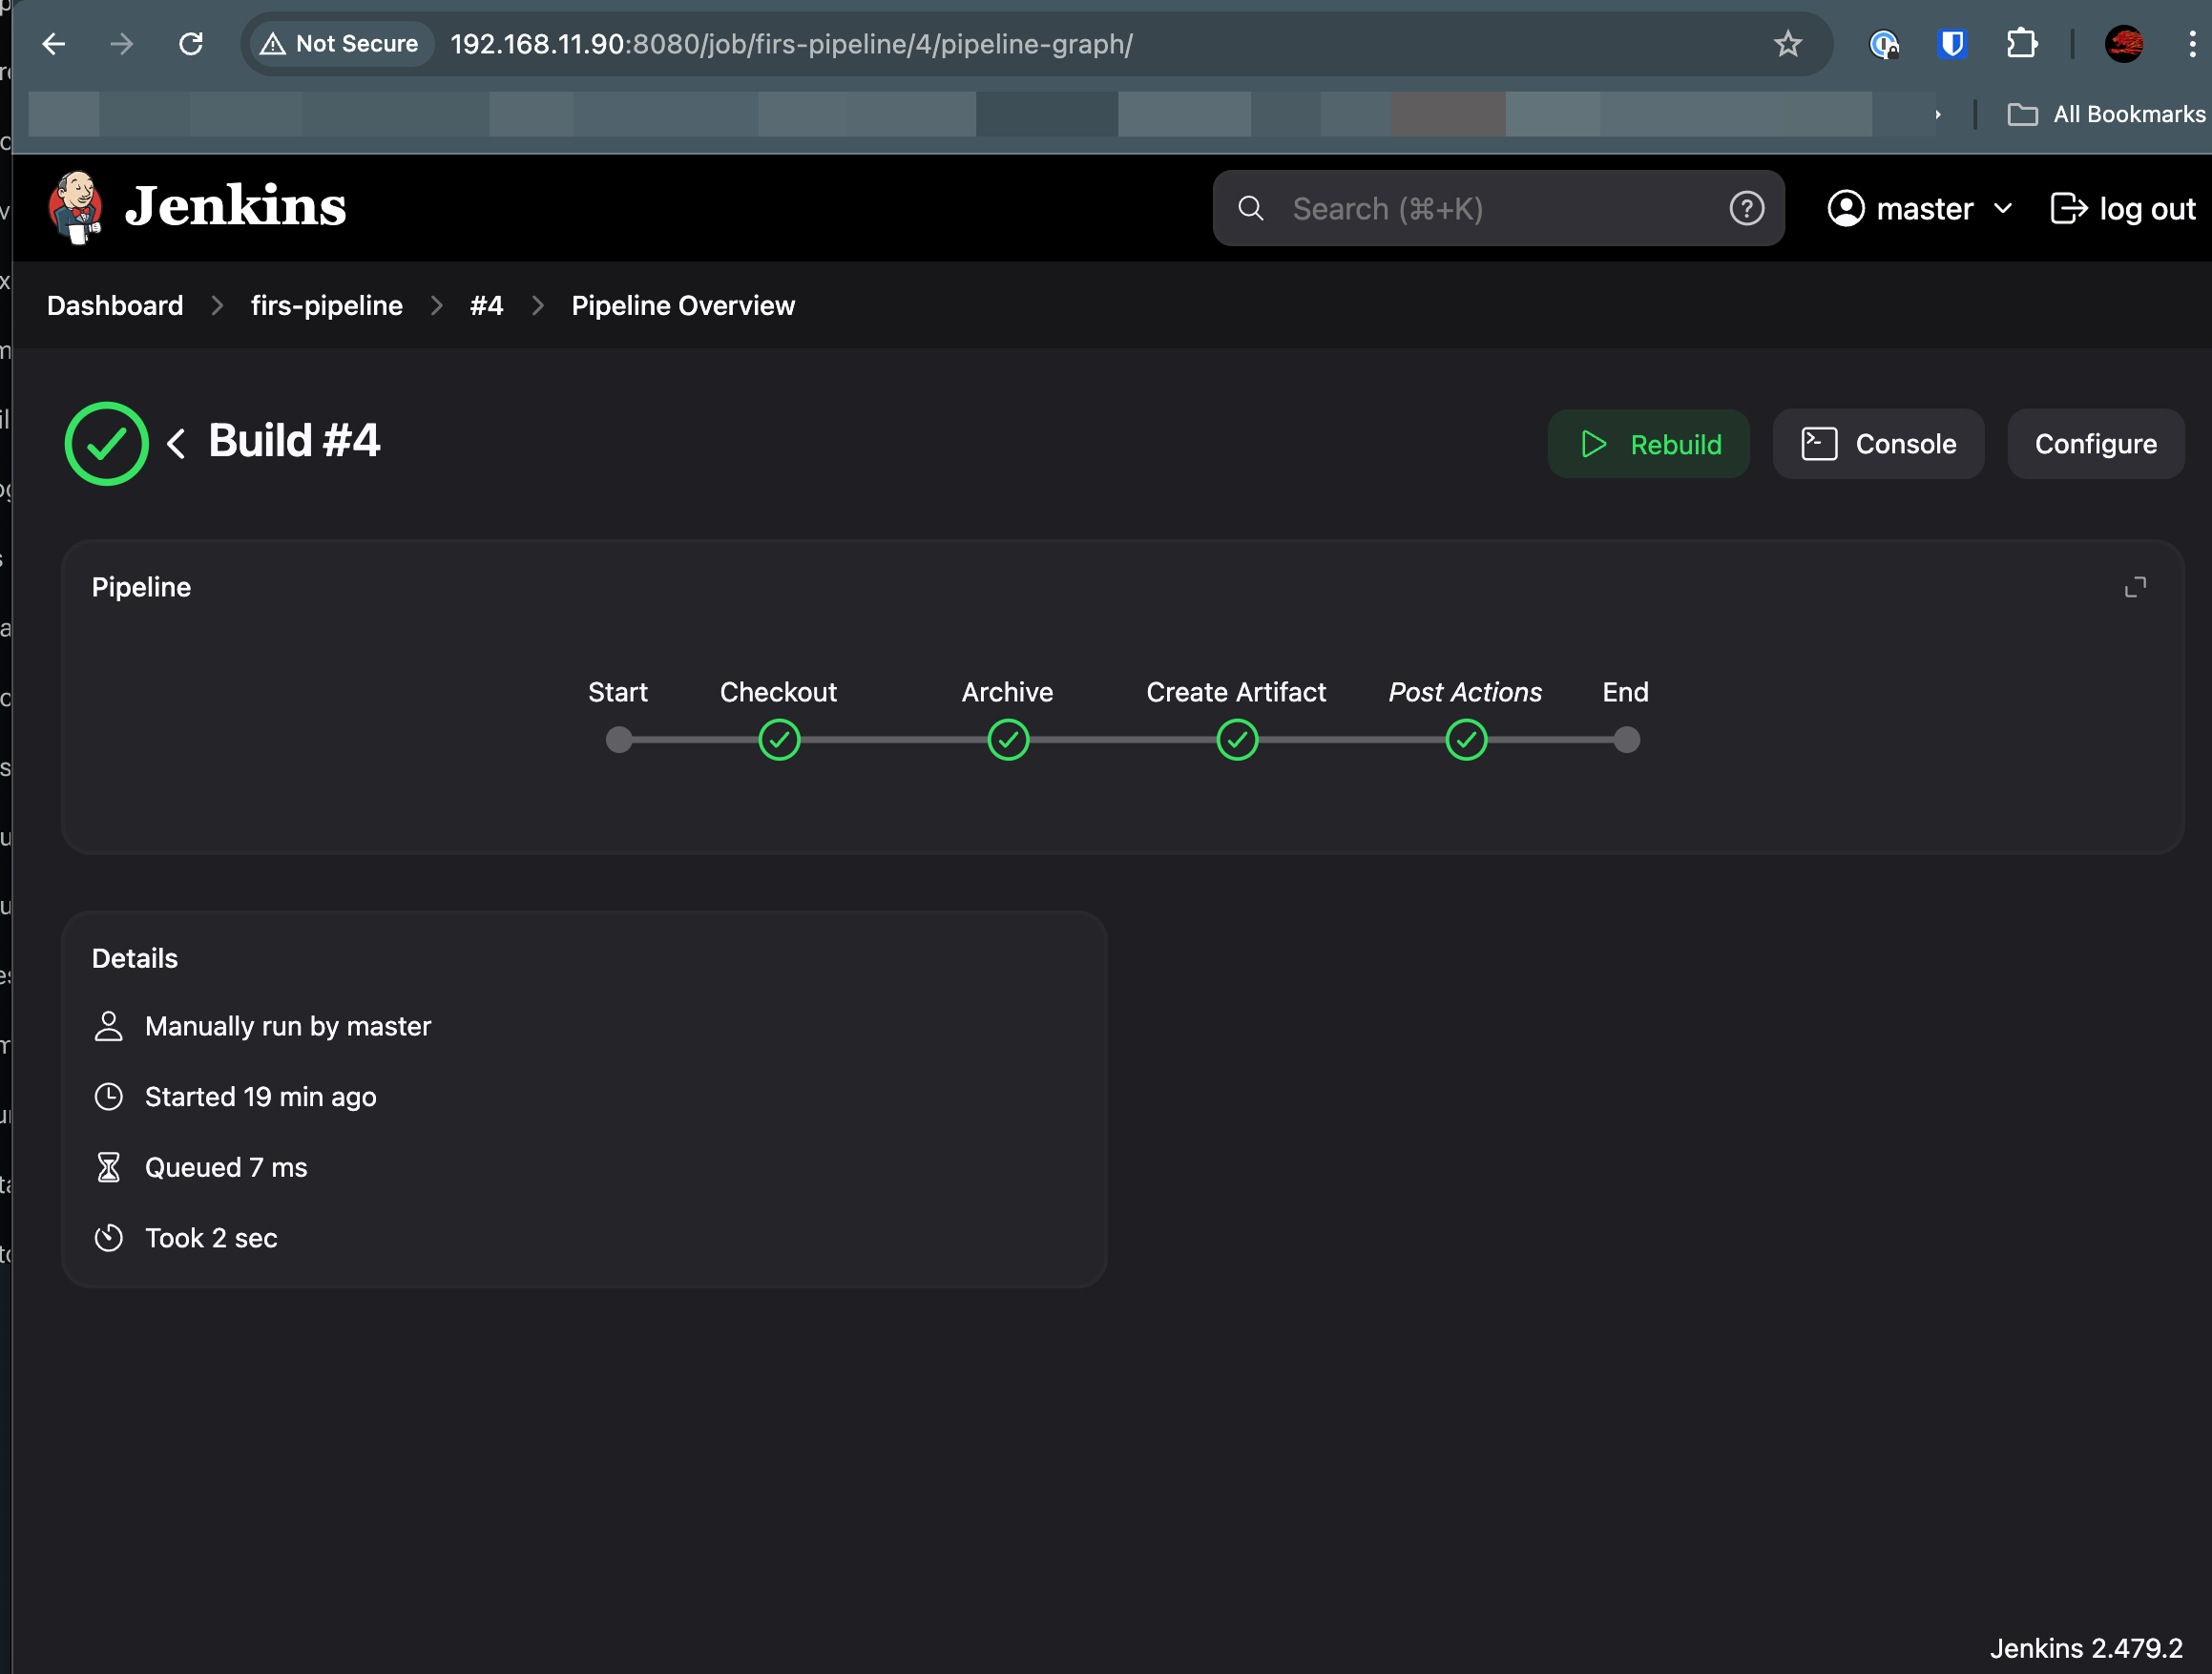 Not Secure 192.168.11.90:8080/job/firs-pipeline/4/pipeline-graph/
All Bookmarks
Jenkins Search (⌘+K) master log out
Dashboard firs-pipeline #4 Pipeline Overview
Build #4 Rebuild Console Configure
Pipeline
Start Checkout Archive Create Artifact Post Actions End
Details
Manually run by master
Started 19 min ago
Queued 7 ms
Took 2 sec
Jenkins 2.479.2